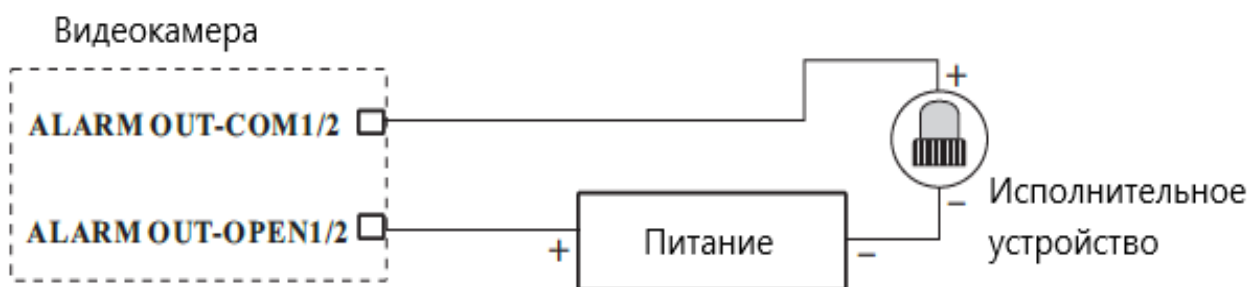 Видеокамера
ALARM OUT-COM1/2
+
ALARM OUT-OPEN1/2
+
Питание
–
–
Исполнительное
устройство